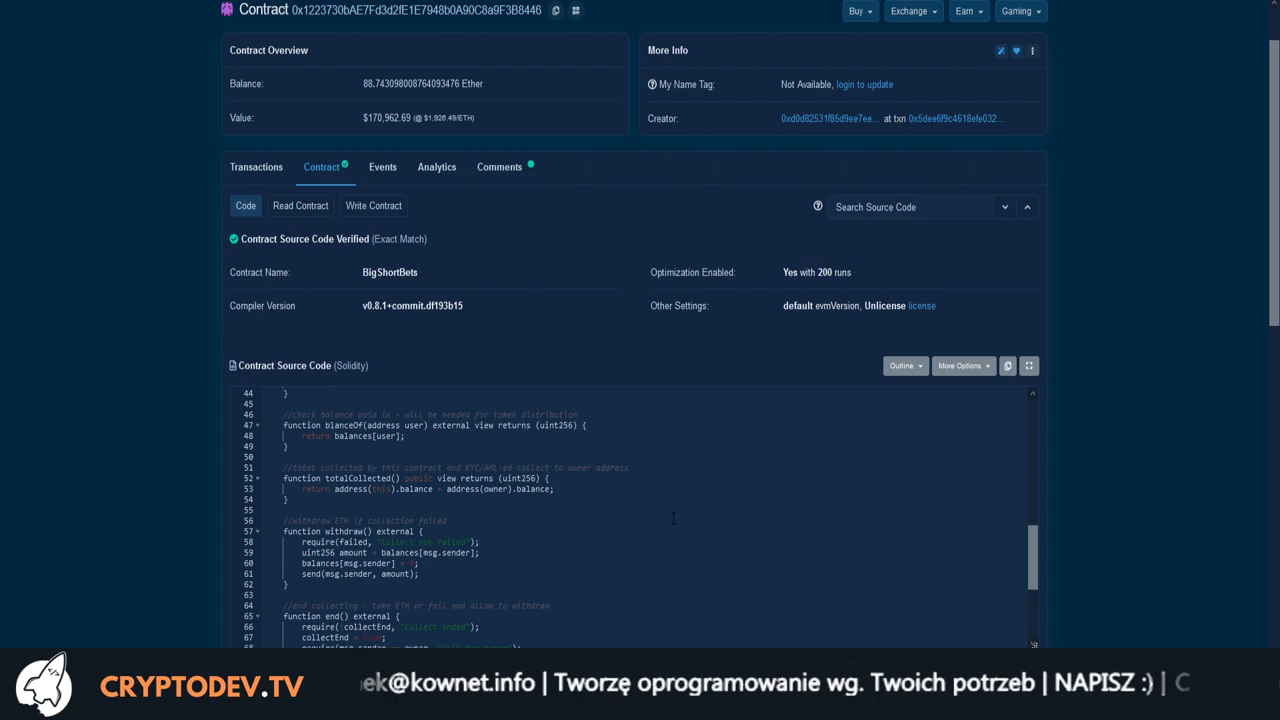 Contract 0x1223730bAE7Fd3d2fE1E7948b0A90C8a9F3B8446
Buy Exchange Earn Gaming
Contract Overview
Balance: 88.743098008764093476 Ether
Value: $170,962.69 (@ $1,926.49/ETH)
More Info
My Name Tag: Not Available, login to update
Creator: 0xd0d82531f85d9ee7ee... at txn 0x5dee6f9c4618efe032...
Transactions Contract Events Analytics Comments
Code Read Contract Write Contract
Search Source Code
Contract Source Code Verified (Exact Match)
Contract Name: BigShortBets
Optimization Enabled: Yes with 200 runs
Compiler Version v0.8.1+commit.df193b15
Other Settings: default evmVersion, Unlicense license
Contract Source Code (Solidity)
Outline More Options
44 }
45
46 //check balance paid in - will be needed for token distribution
47 function blanceOf(address user) external view returns (uint256) {
48 return balances[user];
49 }
50
51 //total collected by this contract and KYC/AML-ed collect to owner address
52 function totalCollected() public view returns (uint256) {
53 return address(this).balance + address(owner).balance;
54 }
55
56 //withdraw ETH if collection failed
57 function withdraw() external {
58 require(failed, "Collect not failed");
59 uint256 amount = balances[msg.sender];
60 balances[msg.sender] = 0;
61 send(msg.sender, amount);
62 }
63
64 //end collecting - take ETH or fail and allow to withdraw
65 function end() external {
66 require(!collectEnd, "Collect ended");
67 collectEnd = true;
68
CRYPTODEV.TV
ek@kownet.info | Tworzę oprogramowanie wg. Twoich potrzeb | NAPISZ :) | C